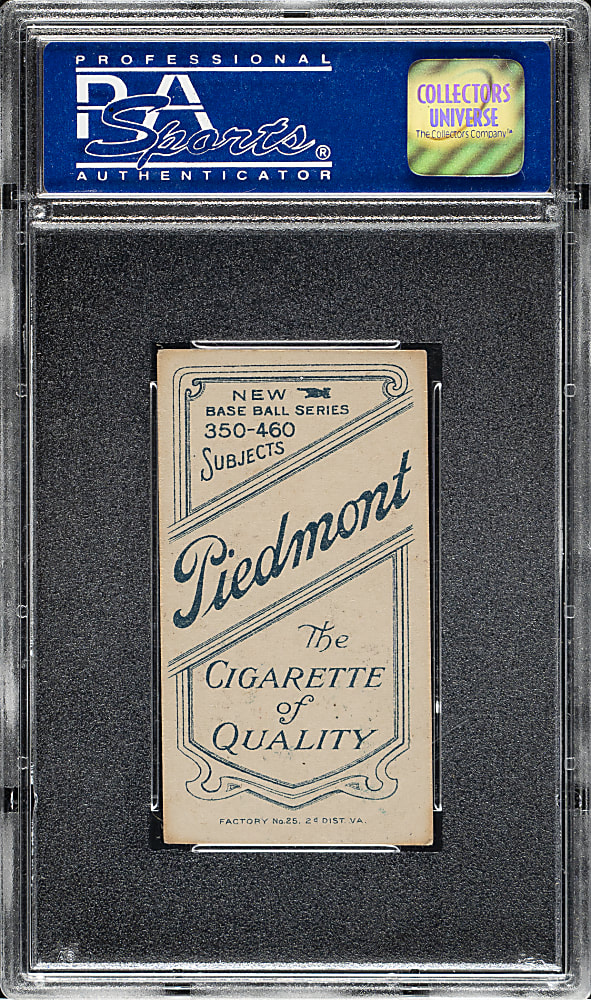 PROFESSIONAL
PSA
Sports®
AUTHENTICATOR
COLLECTORS
UNIVERSE
The Collectors Company℠
NEW
BASE BALL SERIES
350-460
SUBJECTS
Piedmont
The
CIGARETTE
of
QUALITY
FACTORY No.25. 2d DIST. VA.